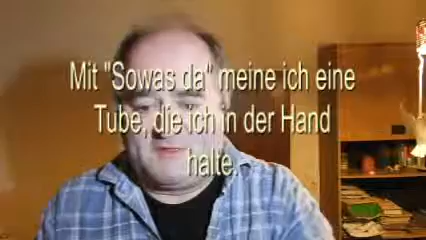 Mit "Sowas da" meine ich eine
Tube, die ich in der Hand
halte.